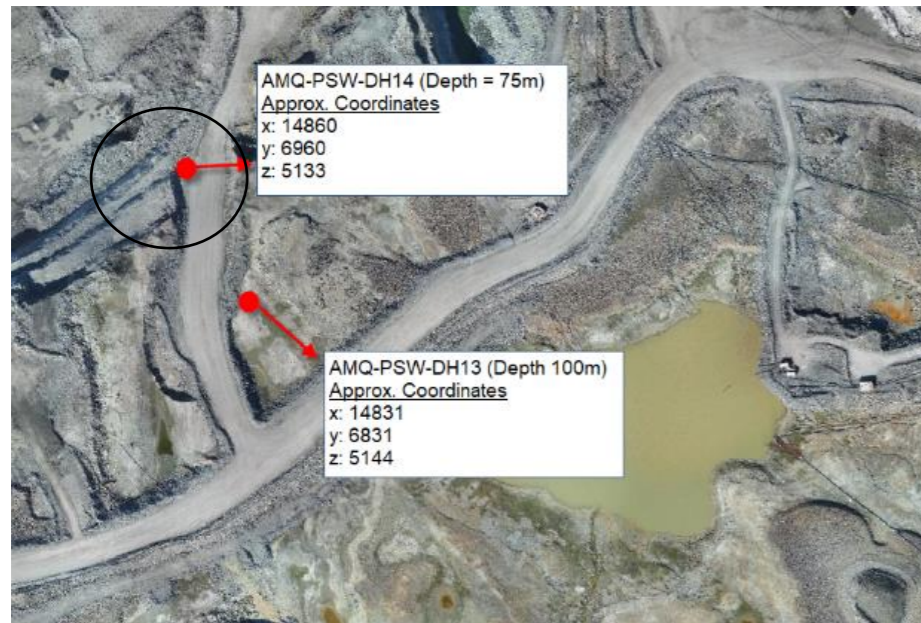 AMQ-PSW-DH14 (Depth = 75m)
Approx. Coordinates
x: 14860
y: 6960
z: 5133
AMQ-PSW-DH13 (Depth 100m)
Approx. Coordinates
x: 14831
y: 6831
z: 5144